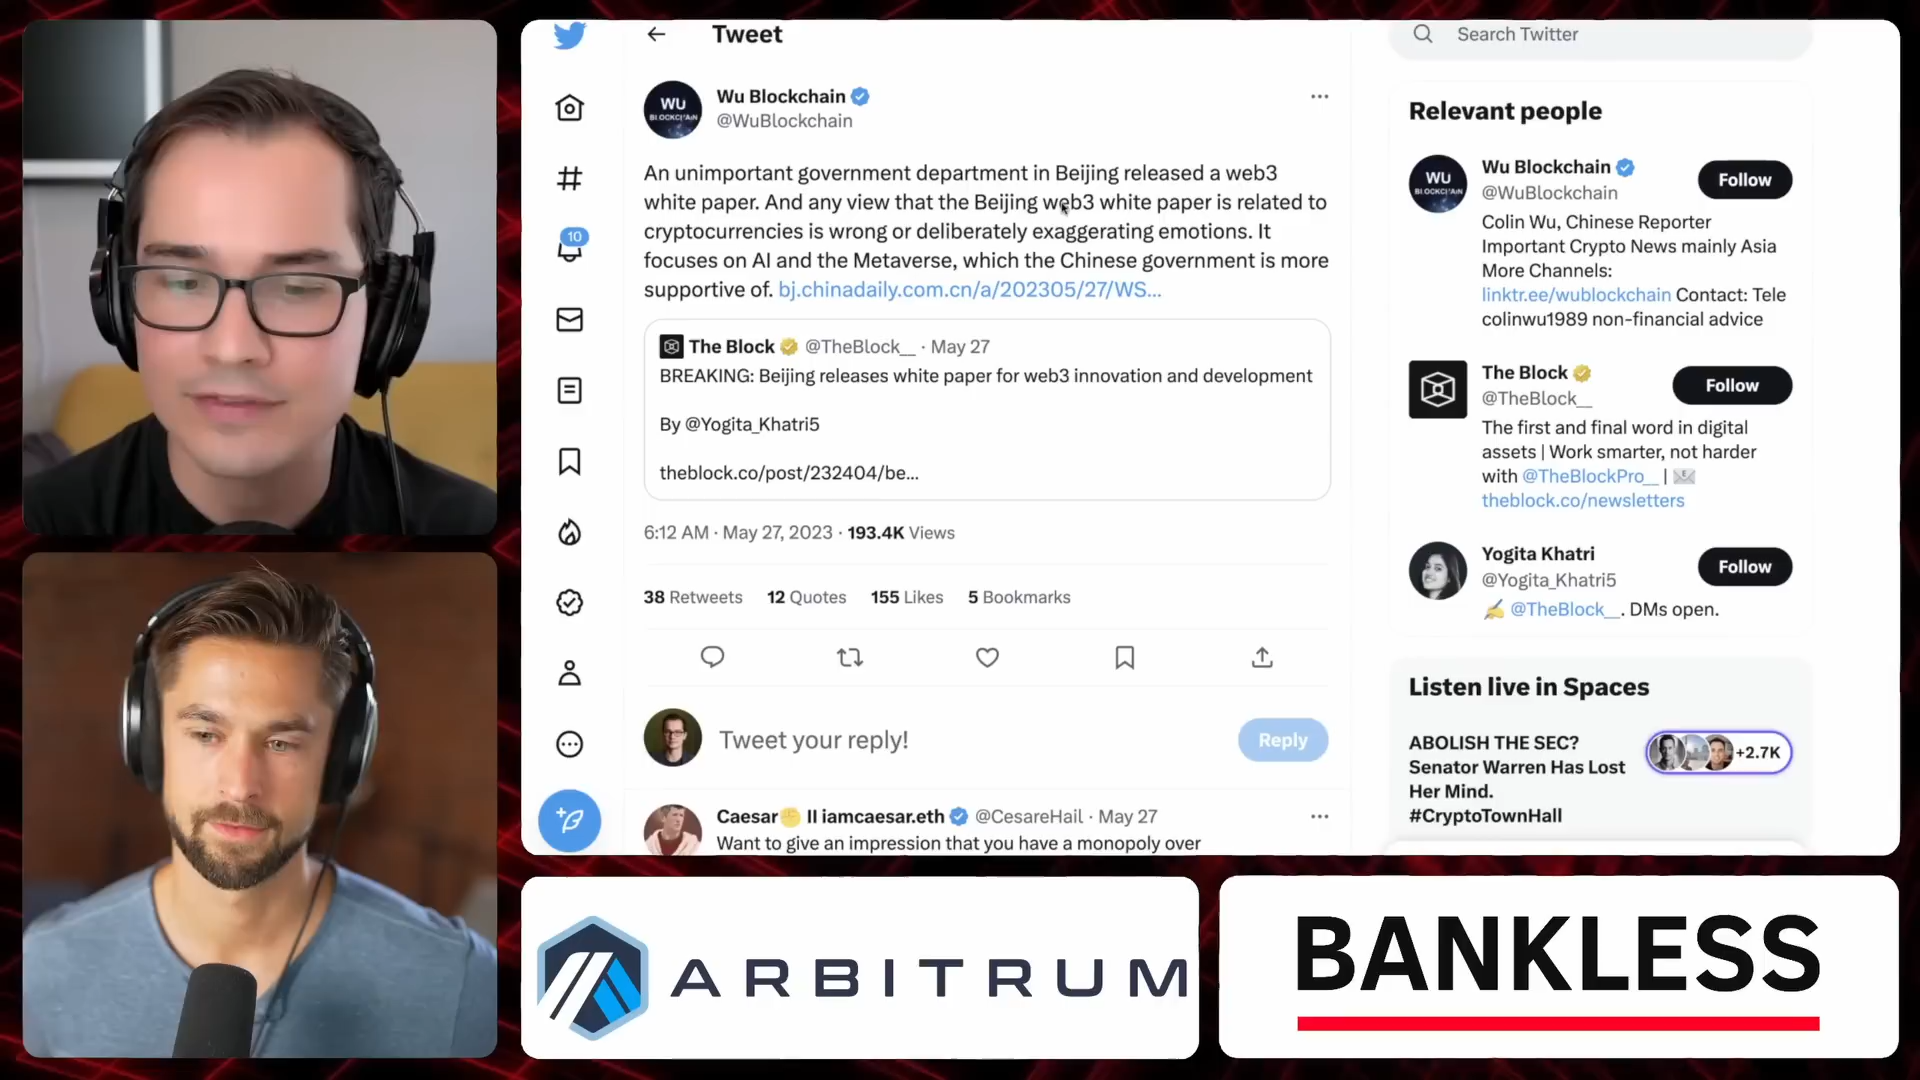 Tweet
Search Twitter
WU
BLOCKCHAIN
Wu Blockchain
@WuBlockchain
An unimportant government department in Beijing released a web3
white paper. And any view that the Beijing web3 white paper is related to
cryptocurrencies is wrong or deliberately exaggerating emotions. It
focuses on AI and the Metaverse, which the Chinese government is more
supportive of. bj.chinadaily.com.cn/a/202305/27/WS...
The Block @TheBlock__ · May 27
BREAKING: Beijing releases white paper for web3 innovation and development
By @Yogita_Khatri5
theblock.co/post/232404/be...
6:12 AM · May 27, 2023 · 193.4K Views
38 Retweets 12 Quotes 155 Likes 5 Bookmarks
Tweet your reply!
Reply
Caesar✊ II iamcaesar.eth @CesareHail · May 27
Want to give an impression that you have a monopoly over
10
Relevant people
WU
BLOCKCHAIN
Wu Blockchain
@WuBlockchain
Follow
Colin Wu, Chinese Reporter
Important Crypto News mainly Asia
More Channels:
linktr.ee/wublockchain Contact: Tele
colinwu1989 non-financial advice
The Block
@TheBlock__
Follow
The first and final word in digital
assets | Work smarter, not harder
with @TheBlockPro__ | 📧
theblock.co/newsletters
Yogita Khatri
@Yogita_Khatri5
Follow
✍️ @TheBlock__. DMs open.
Listen live in Spaces
ABOLISH THE SEC?
Senator Warren Has Lost
Her Mind.
#CryptoTownHall
+2.7K
ARBITRUM
BANKLESS